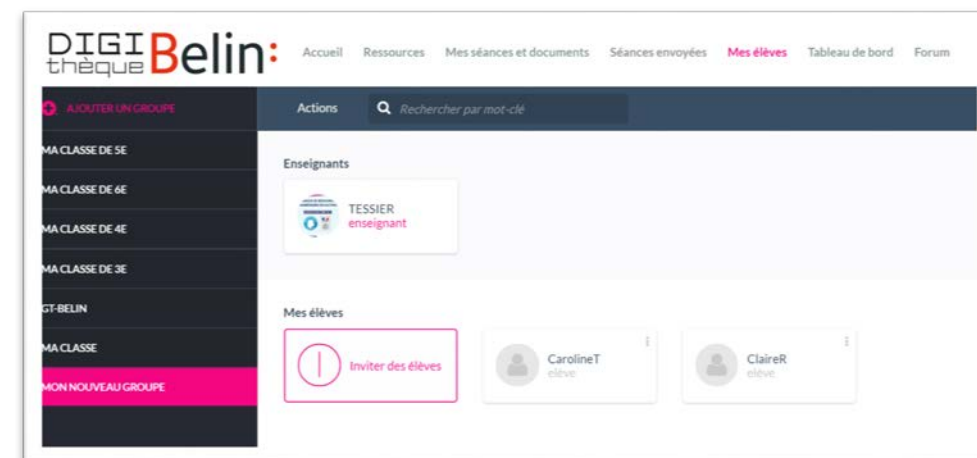 DIGI
thèque Belin:
Accueil Ressources Mes séances et documents Séances envoyées Mes élèves Tableau de bord Forum
AJOUTER UN GROUPE
Actions Rechercher par mot-clé
MA CLASSE DE 5E
MA CLASSE DE 6E
MA CLASSE DE 4E
MA CLASSE DE 3E
GT-BELIN
MA CLASSE
MON NOUVEAU GROUPE
Enseignants
TESSIER
enseignant
Mes élèves
Inviter des élèves
CarolineT
elève
ClaireR
elève